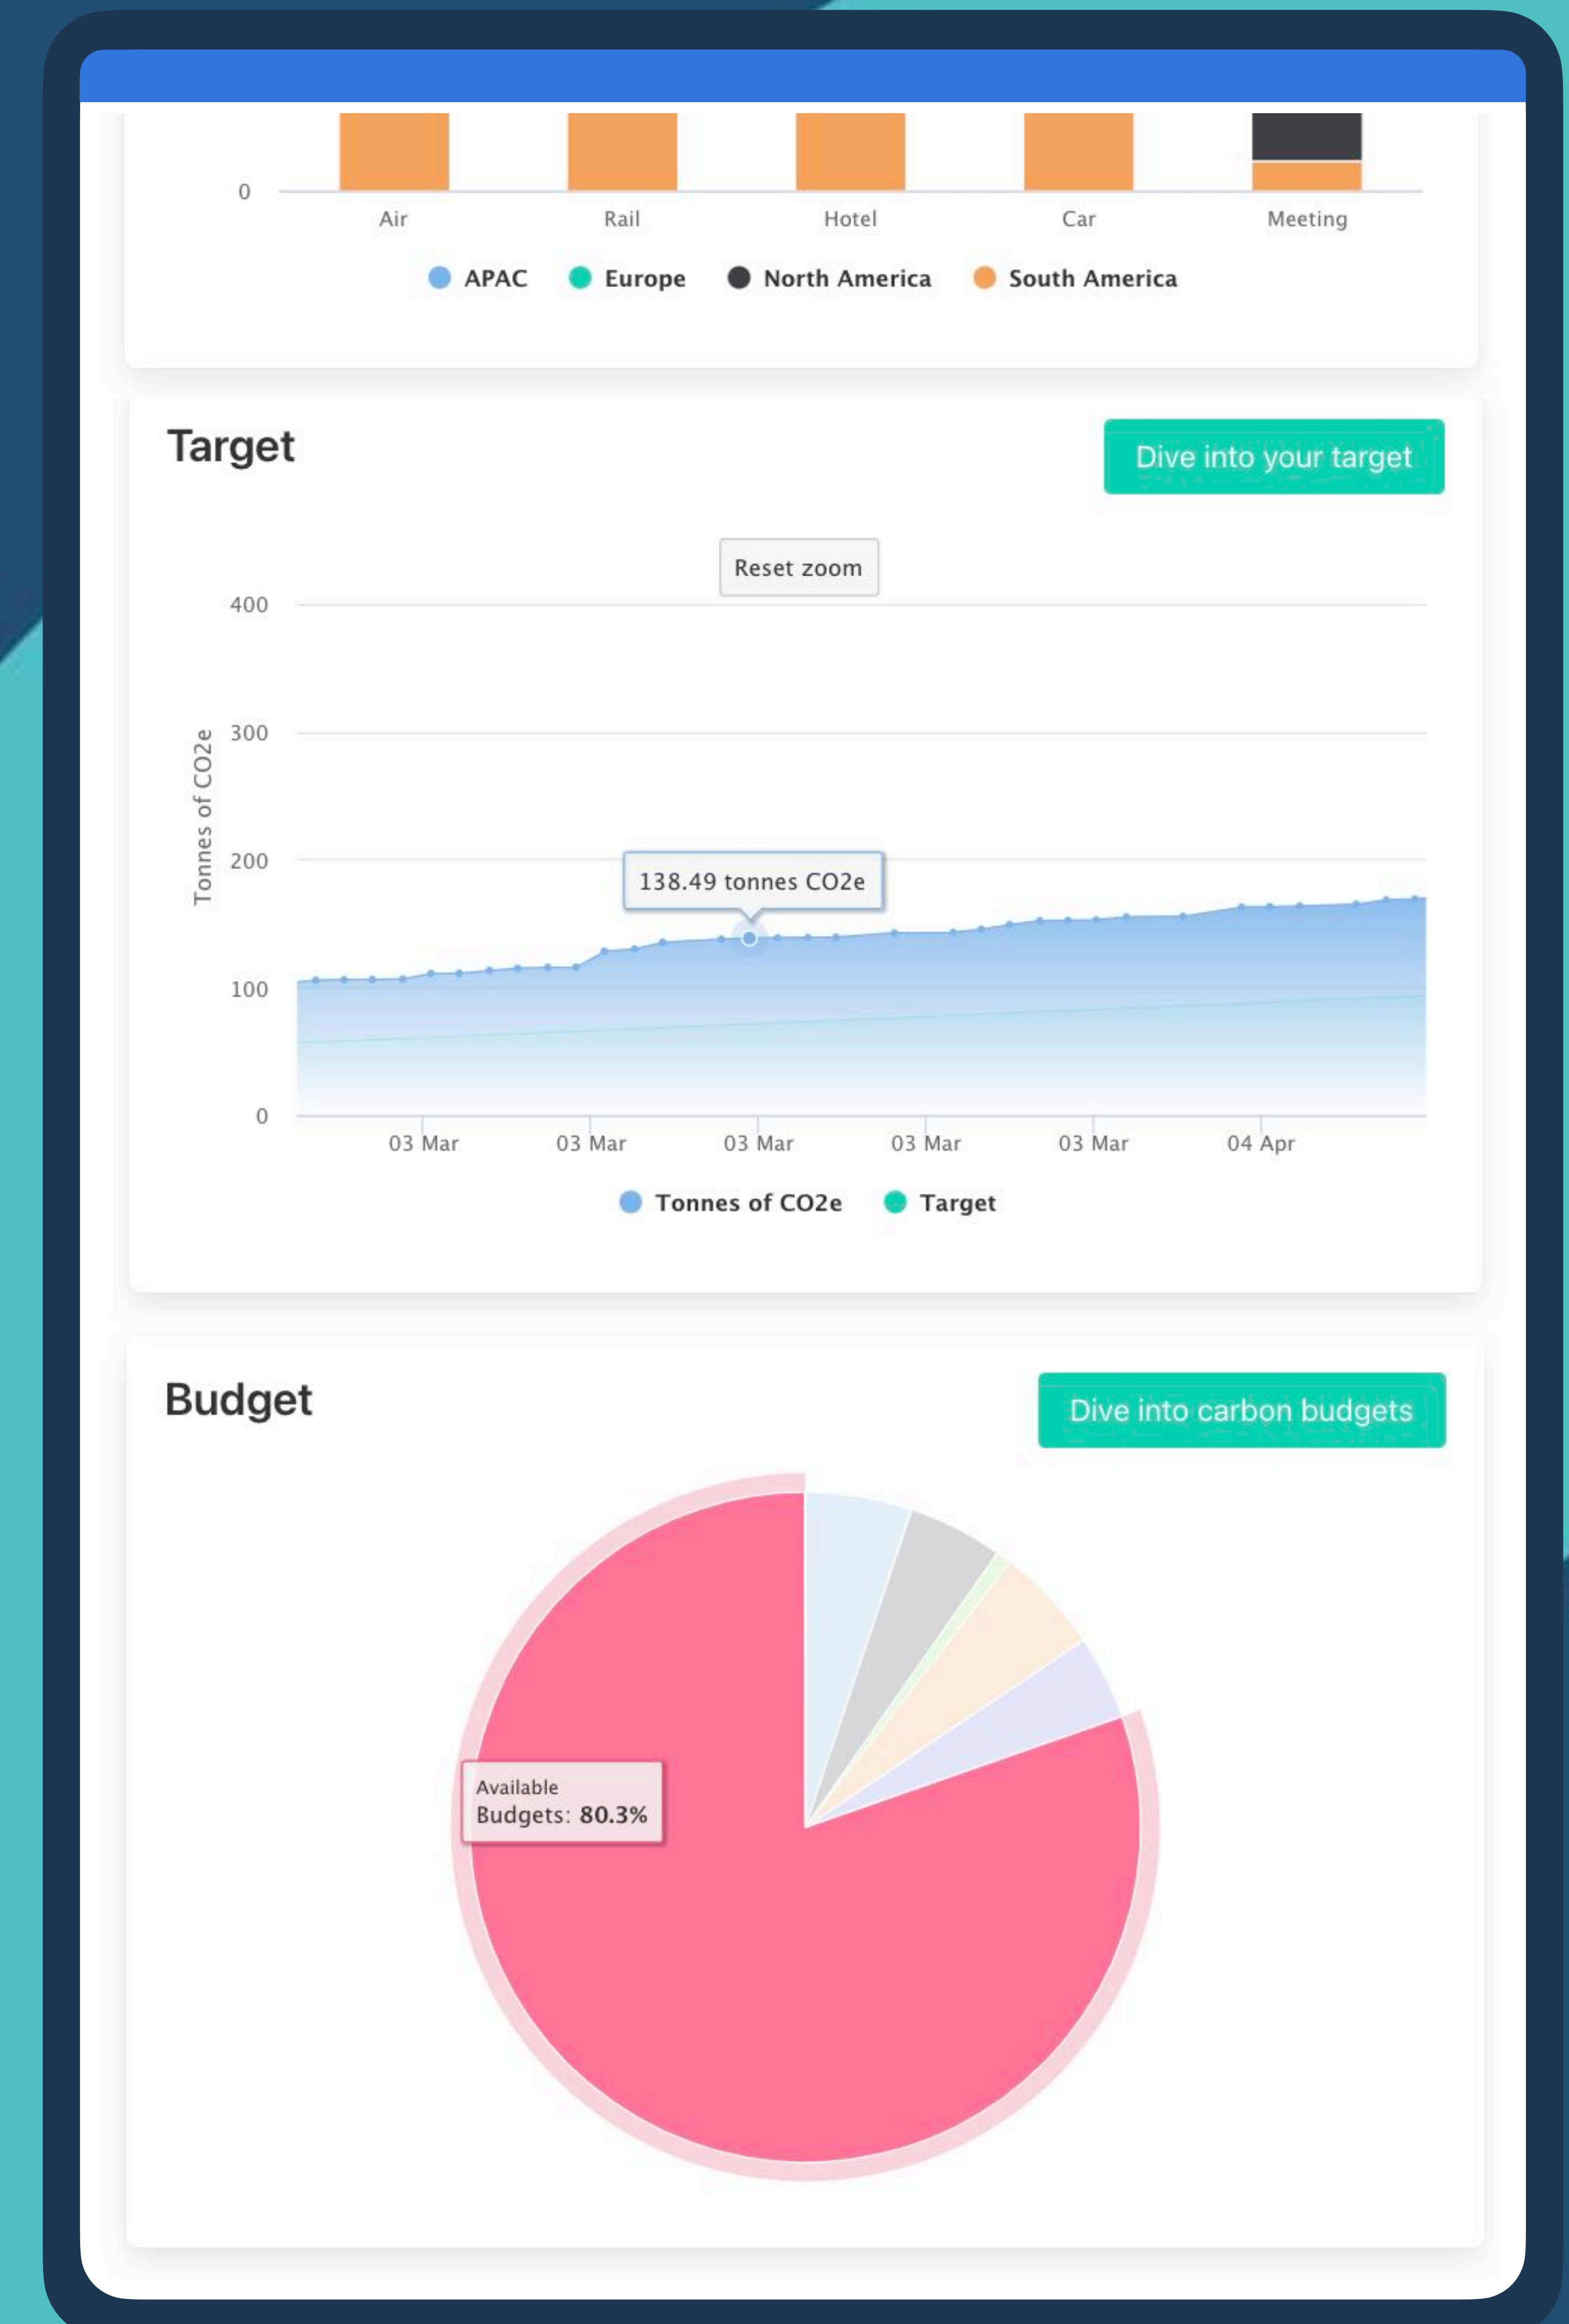 0
Air Rail Hotel Car Meeting
APAC Europe North America South America
Target
Dive into your target
Reset zoom
400
300
Tonnes of CO2e
200
138.49 tonnes CO2e
100
0
03 Mar 03 Mar 03 Mar 03 Mar 03 Mar 04 Apr
Tonnes of CO2e Target
Budget
Dive into carbon budgets
Available
Budgets: 80.3%